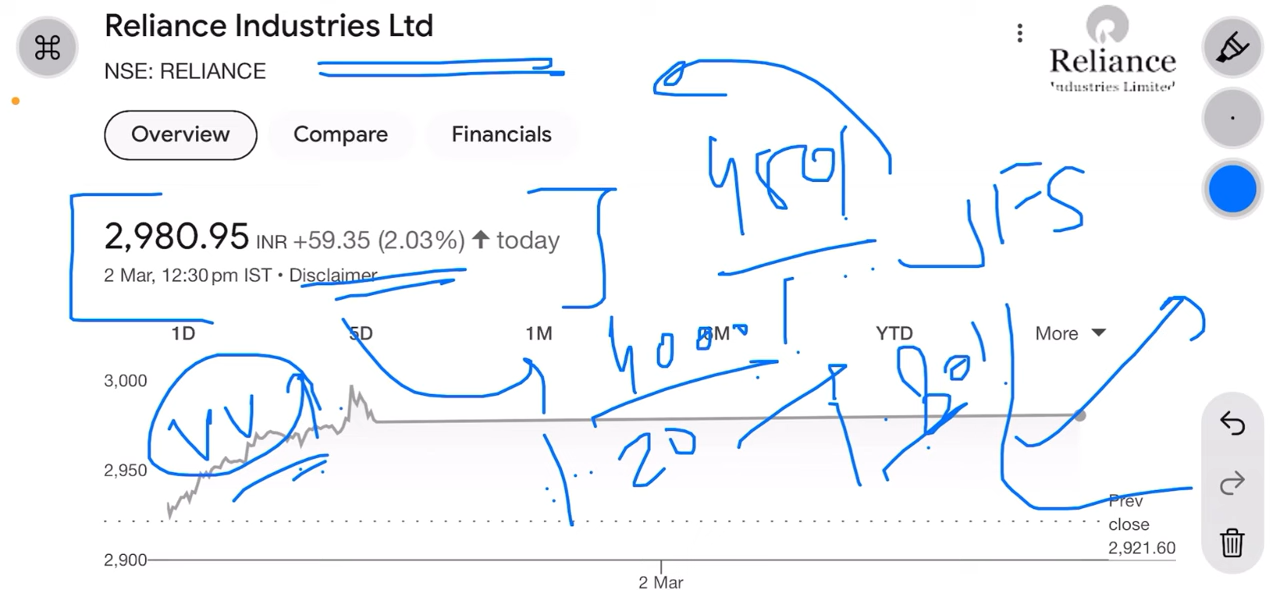 Reliance Industries Ltd
NSE: RELIANCE
Reliance
Industries Limited
Overview Compare Financials
2,980.95 INR +59.35 (2.03%) ↑ today
2 Mar, 12:30 pm IST • Disclaimer
JFS
1D 5D 1M 6M YTD More
4000
20
3,000
2,950
2,900
Prev
close
2,921.60
2 Mar